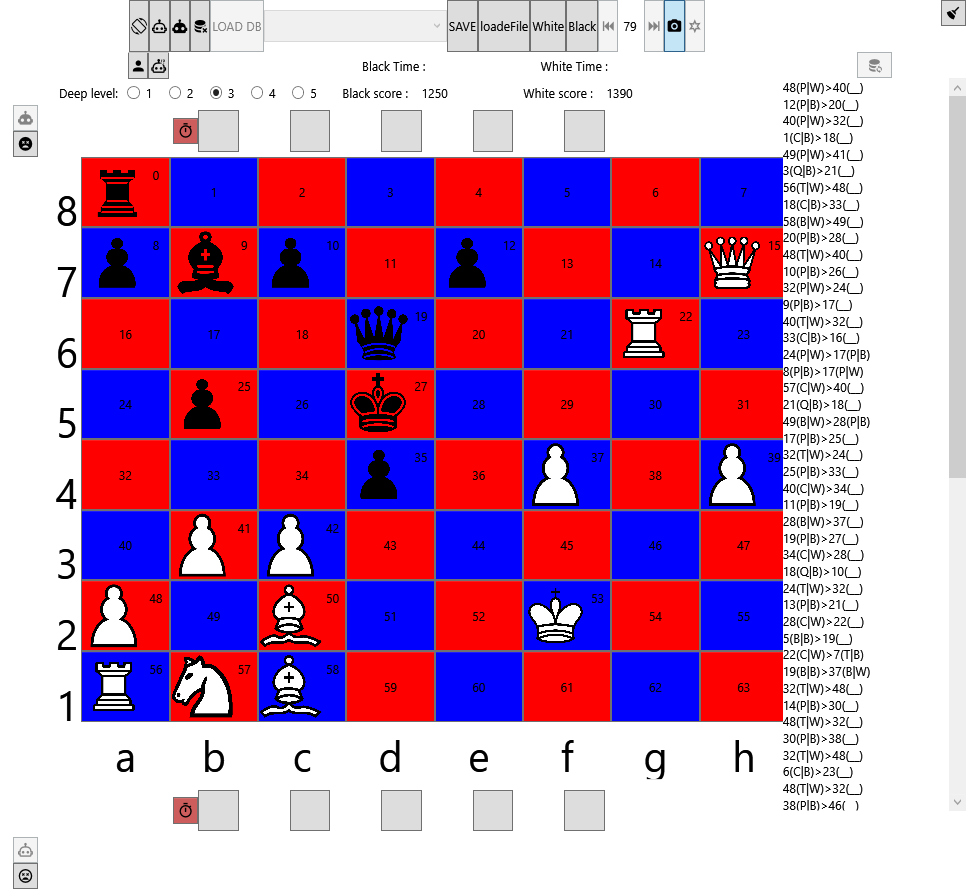 LOAD DB SAVE loadeFile White Black 79
Black Time : White Time :
Deep level: 1 2 3 4 5 Black score : 1250 White score : 1390
8 0 1 2 3 4 5 6 7
7 8 9 10 11 12 13 14 15
6 16 17 18 19 20 21 22 23
5 24 25 26 27 28 29 30 31
4 32 33 34 35 36 37 38 39
3 40 41 42 43 44 45 46 47
2 48 49 50 51 52 53 54 55
1 56 57 58 59 60 61 62 63
a b c d e f g h
48(P|W)>40(__)
12(P|B)>20(__)
40(P|W)>32(__)
1(C|B)>18(__)
49(P|W)>41(__)
3(Q|B)>21(__)
56(T|W)>48(__)
18(C|B)>33(__)
58(B|W)>49(__)
20(P|B)>28(__)
48(T|W)>40(__)
10(P|B)>26(__)
32(P|W)>24(__)
9(P|B)>17(__)
40(T|W)>32(__)
33(C|B)>16(__)
24(P|W)>17(P|B)
8(P|B)>17(P|W)
57(C|W)>40(__)
21(Q|B)>18(__)
49(B|W)>28(P|B)
17(P|B)>25(__)
32(T|W)>24(__)
25(P|B)>33(__)
40(C|W)>34(__)
11(P|B)>19(__)
28(B|W)>37(__)
19(P|B)>27(__)
34(C|W)>28(__)
18(Q|B)>10(__)
24(T|W)>32(__)
13(P|B)>21(__)
28(C|W)>22(__)
5(B|B)>19(__)
22(C|W)>7(T|B)
19(B|B)>37(B|W)
32(T|W)>48(__)
14(P|B)>30(__)
48(T|W)>32(__)
30(P|B)>38(__)
32(T|W)>48(__)
6(C|B)>23(__)
48(T|W)>32(__)
38(P|B)>46(__)